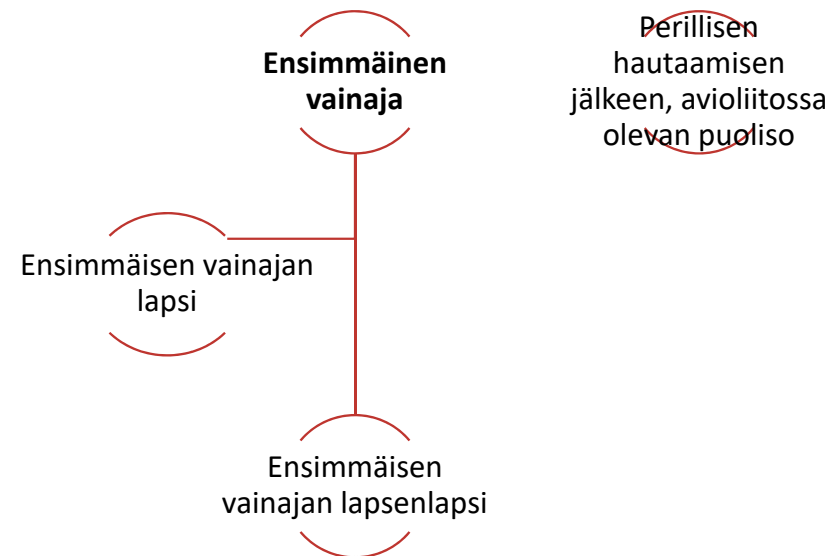 Ensimmäinen
vainaja
Perillisen
hautaamisen
jälkeen, avioliitossa
olevan puoliso
Ensimmäisen vainajan
lapsi
Ensimmäisen
vainajan lapsenlapsi